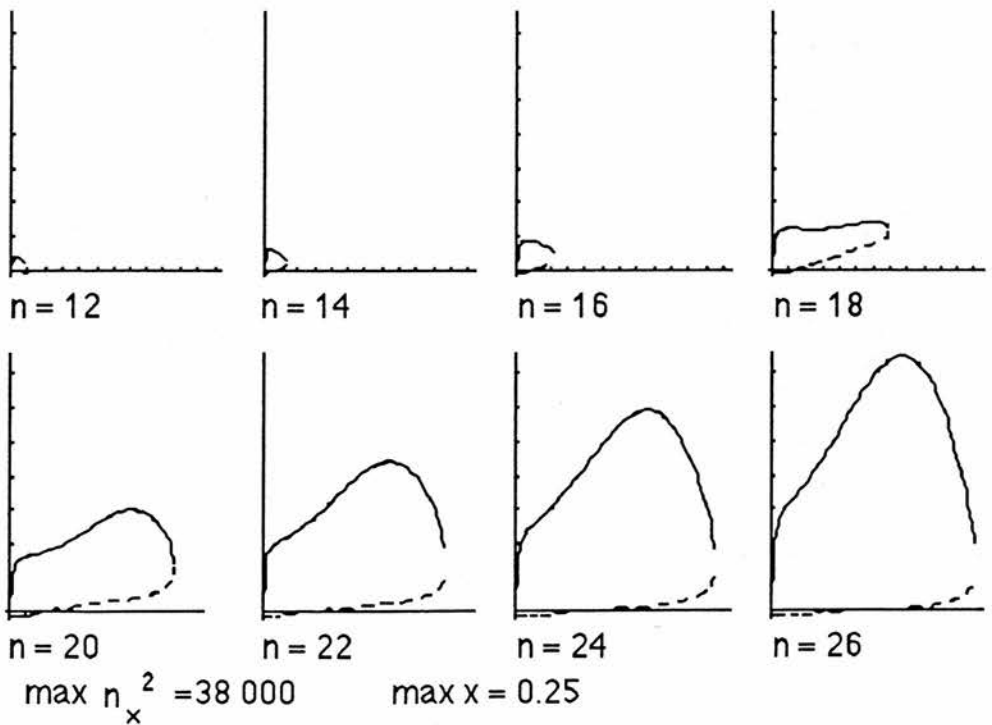 n = 12
n = 14
n = 16
n = 18
n = 20
n = 22
n = 24
n = 26
max n_x^2 =38 000
max x = 0.25